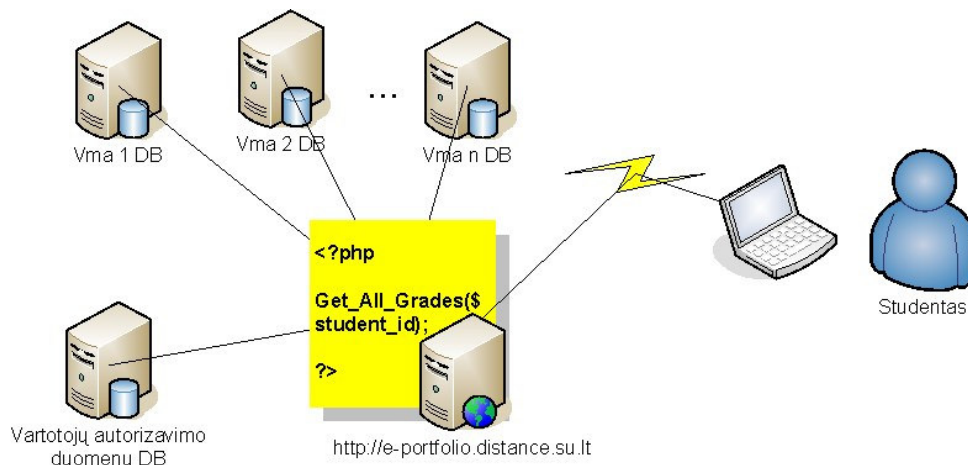 Vma 1 DB
Vma 2 DB
...
Vma n DB
<?php
Get_All_Grades($
student_id);
?>
Studentas
Vartotojų autorizavimo
duomenu DB
http://e-portfolio.distance.su.lt